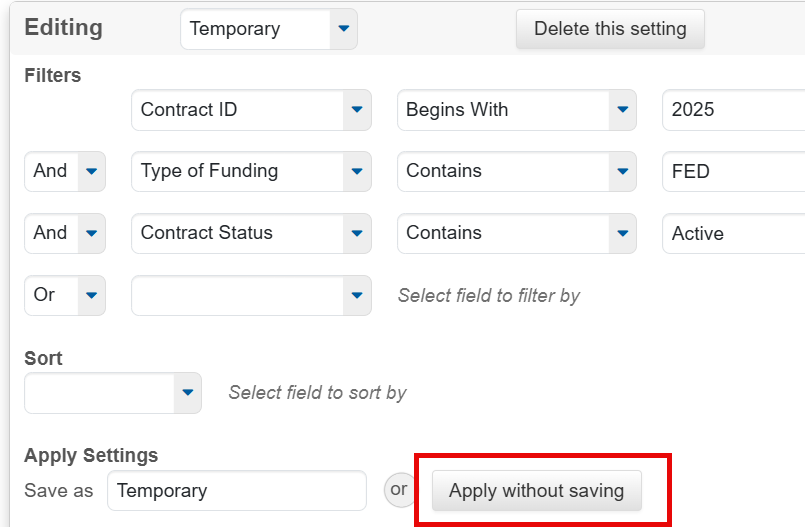 Editing Temporary Delete this setting
Filters
Contract ID Begins With 2025
And Type of Funding Contains FED
And Contract Status Contains Active
Or Select field to filter by
Sort
Select field to sort by
Apply Settings
Save as Temporary or Apply without saving